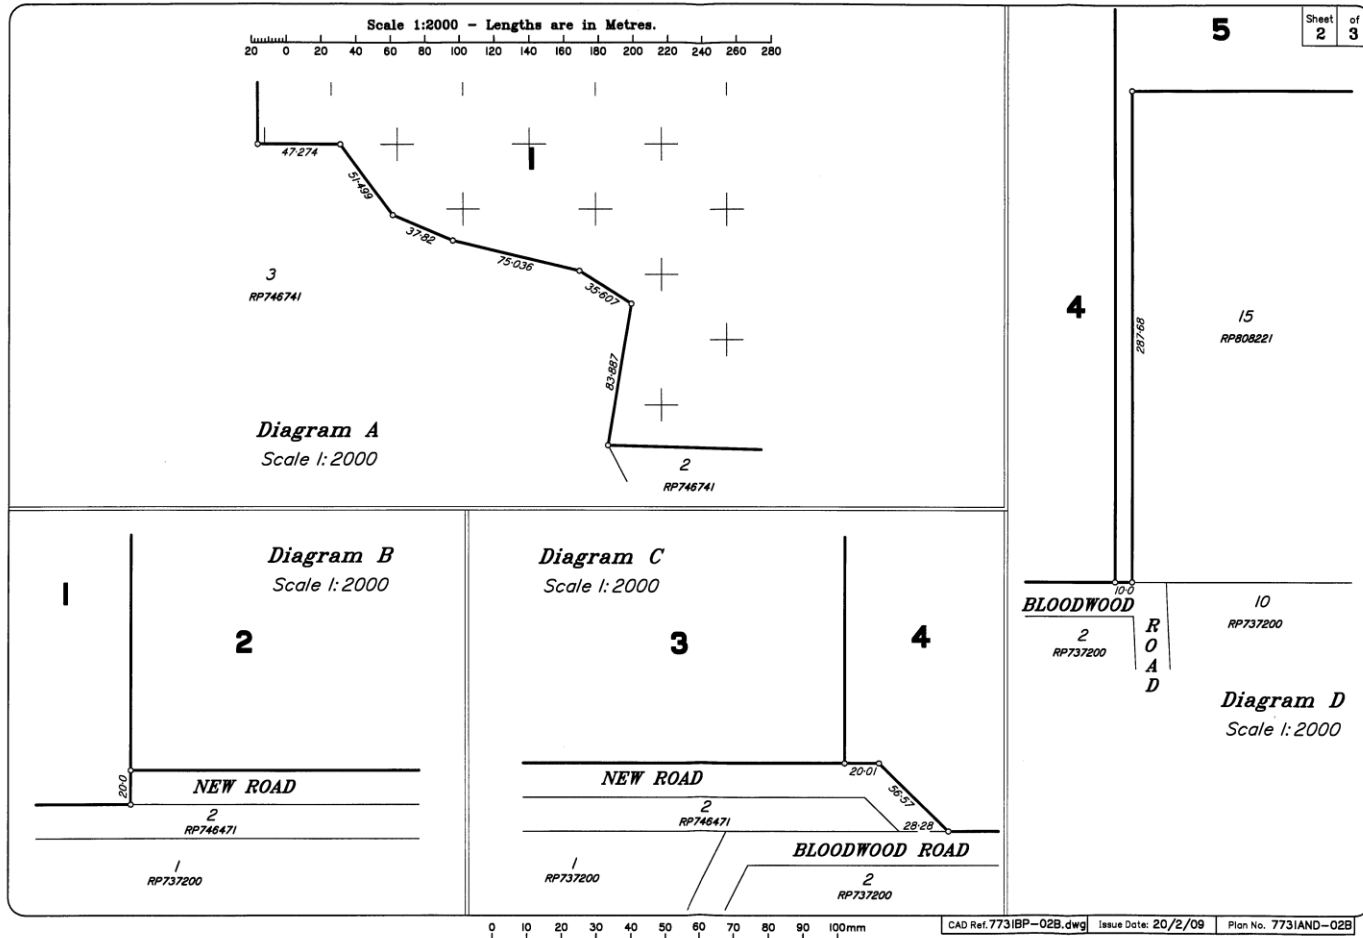 Scale 1:2000 - Lengths are in Metres.
20 0 20 40 60 80 100 120 140 160 180 200 220 240 260 280
Sheet 2 of 3
1
47·274
51·499
37·82
75·036
35·607
83·887
3
RP746741
2
RP746741
Diagram A
Scale 1:2000
1
2
20·0
NEW ROAD
2
RP746471
1
RP737200
Diagram B
Scale 1:2000
Diagram C
Scale 1:2000
3
4
20·01
56·57
28·28
NEW ROAD
2
RP746471
BLOODWOOD ROAD
1
RP737200
2
RP737200
5
4
287·68
15
RP808221
10·0
BLOODWOOD
ROAD
2
RP737200
10
RP737200
Diagram D
Scale 1:2000
0 10 20 30 40 50 60 70 80 90 100mm
CAD Ref. 7731BP-02B.dwg Issue Date: 20/2/09 Plan No. 7731AND-02B